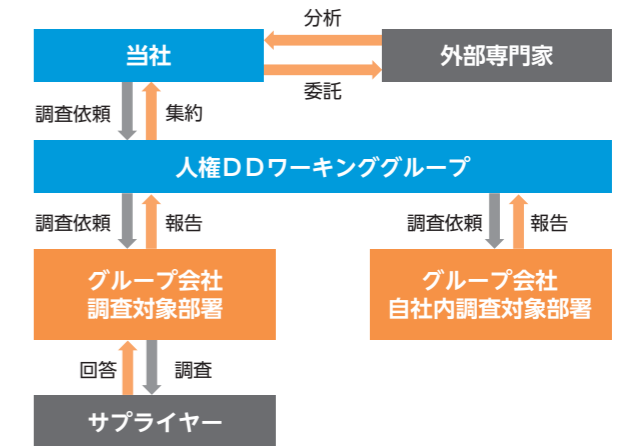 分析
当社
外部専門家
委託
調査依頼
集約
人権DDワーキンググループ
調査依頼
報告
調査依頼
報告
グループ会社
調査対象部署
グループ会社
自社内調査対象部署
回答
調査
サプライヤー